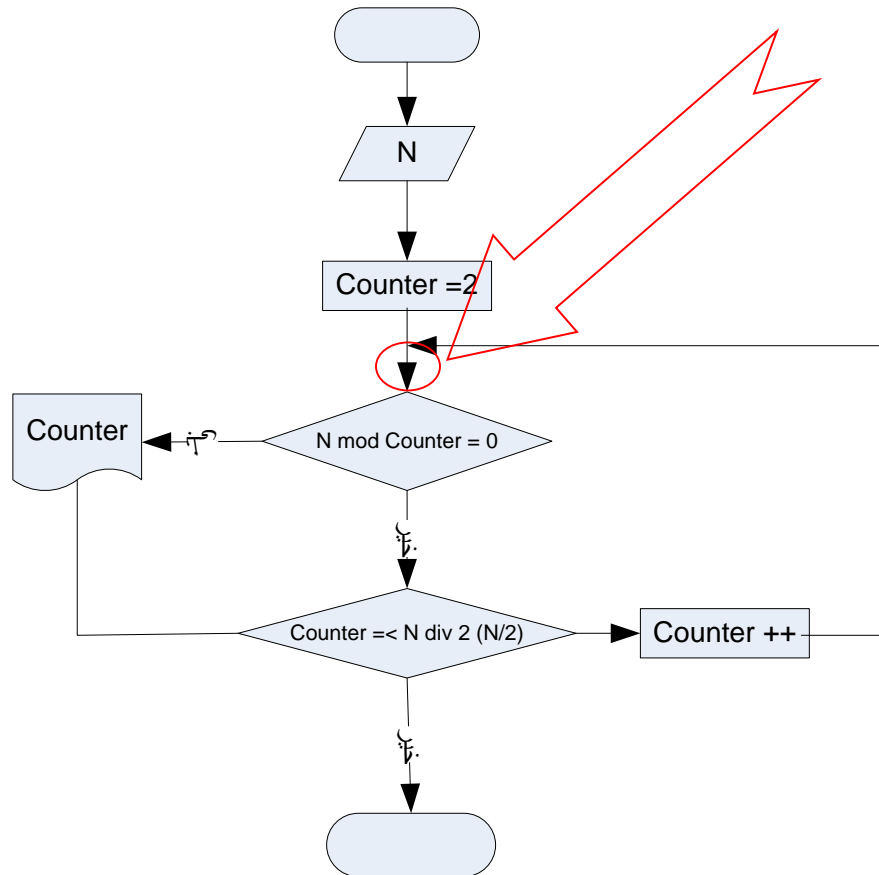 N
Counter =2
N mod Counter = 0
Counter
Counter =< N div 2 (N/2)
Counter ++